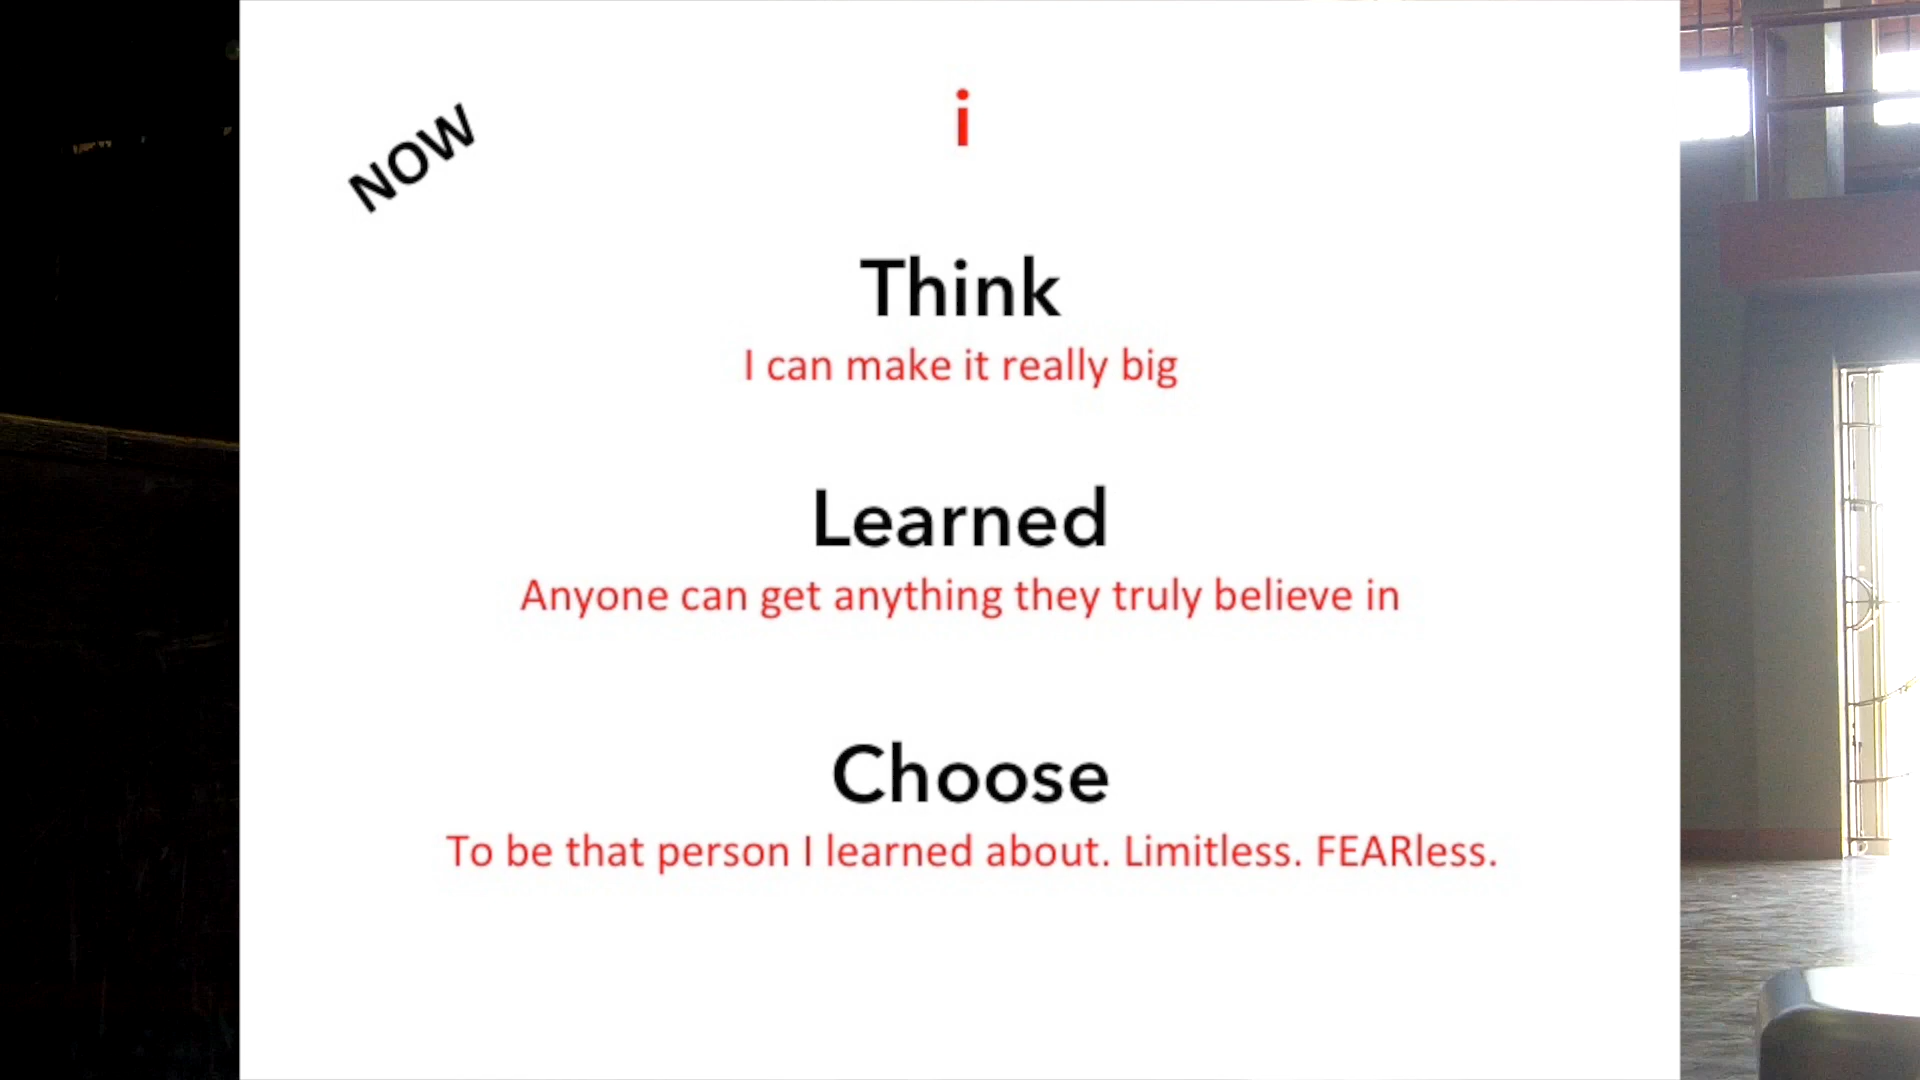 NOW
i
Think
I can make it really big
Learned
Anyone can get anything they truly believe in
Choose
To be that person I learned about. Limitless. FEARless.